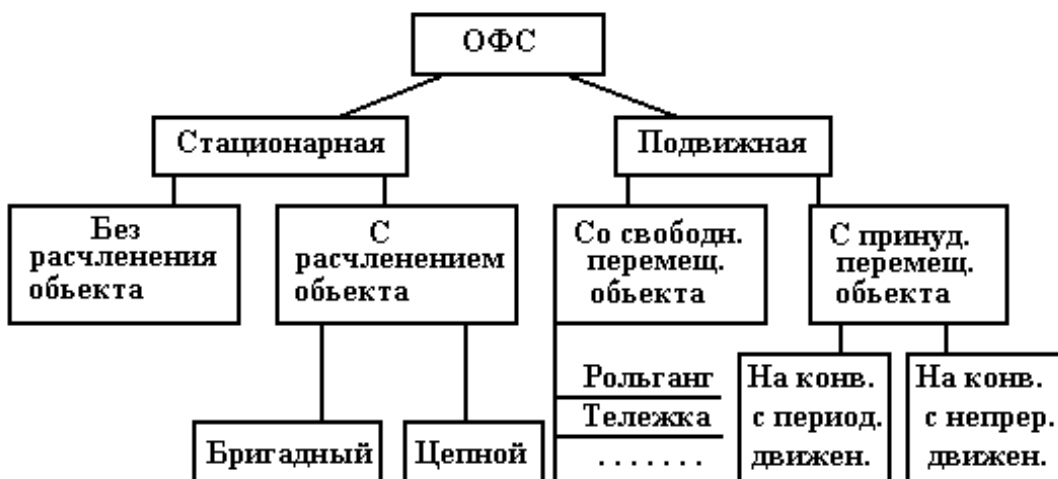 ОФС
Стационарная
Подвижная
Без
расчленения
обьекта
С
расчленением
обьекта
Со свободн.
перемещ.
обьекта
С принуд.
перемещ.
обьекта
Рольганг
Тележка
.......
На конв.
с период.
движен.
На конв.
с непрер.
движен.
Бригадный
Цепной